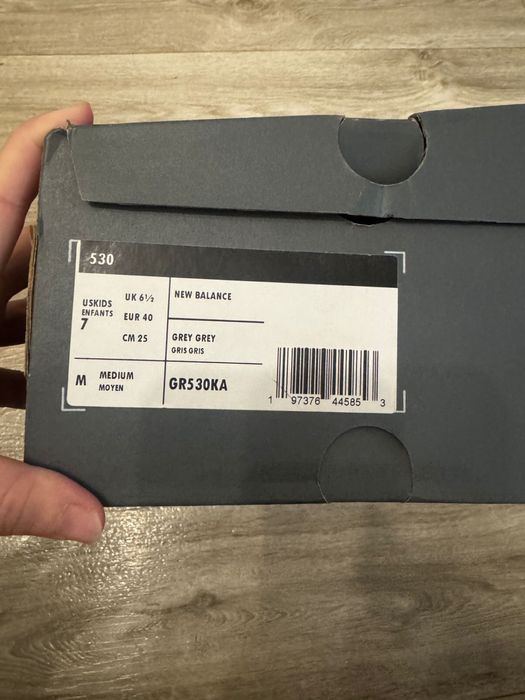 530
USKIDS
ENFANTS
7
UK 6½
EUR 40
CM 25
NEW BALANCE
GREY GREY
GRIS GRIS
M
MEDIUM
MOYEN
GR530KA
1 97376 44585 3